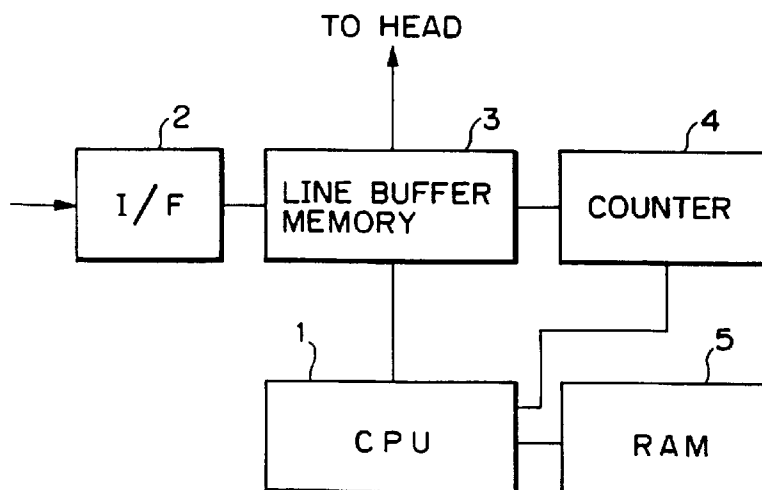 TO HEAD
2
3
4
I/F
LINE BUFFER
MEMORY
COUNTER
1
5
CPU
RAM